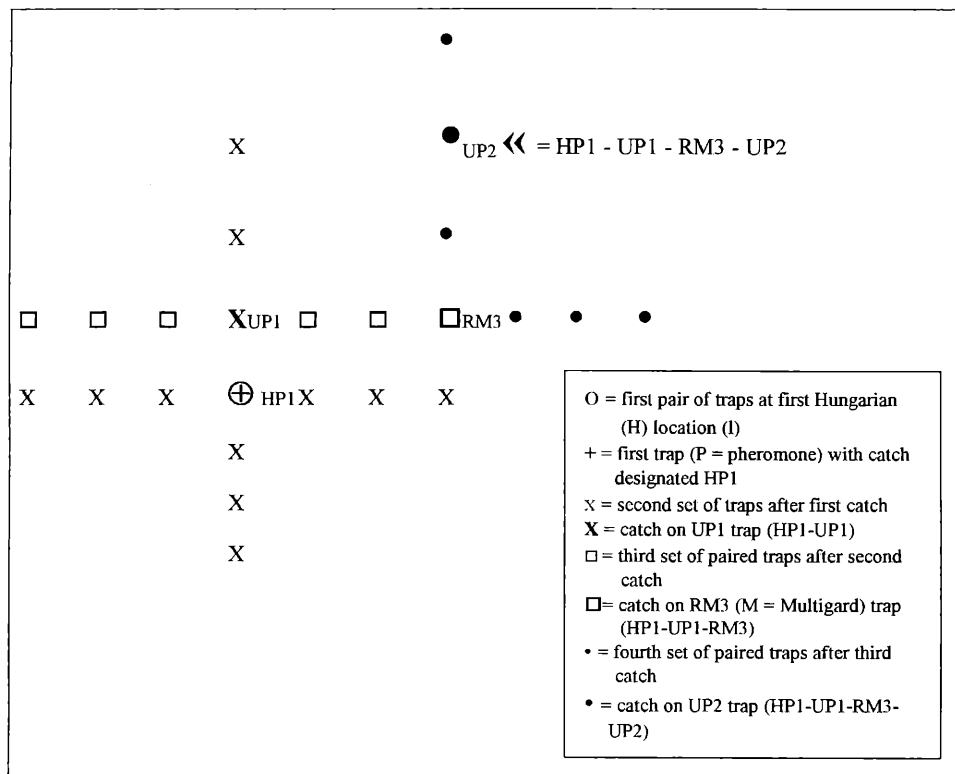 X
UP2 « = HP1 - UP1 - RM3 - UP2
X
XUP1 RM3
X X X HP1 X X X
X
X
X
O = first pair of traps at first Hungarian
(H) location (l)
+ = first trap (P = pheromone) with catch
designated HP1
X = second set of traps after first catch
X = catch on UP1 trap (HP1-UP1)
□ = third set of paired traps after second
catch
□= catch on RM3 (M = Multigard) trap
(HP1-UP1-RM3)
• = fourth set of paired traps after third
catch
• = catch on UP2 trap (HP1-UP1-RM3-
UP2)